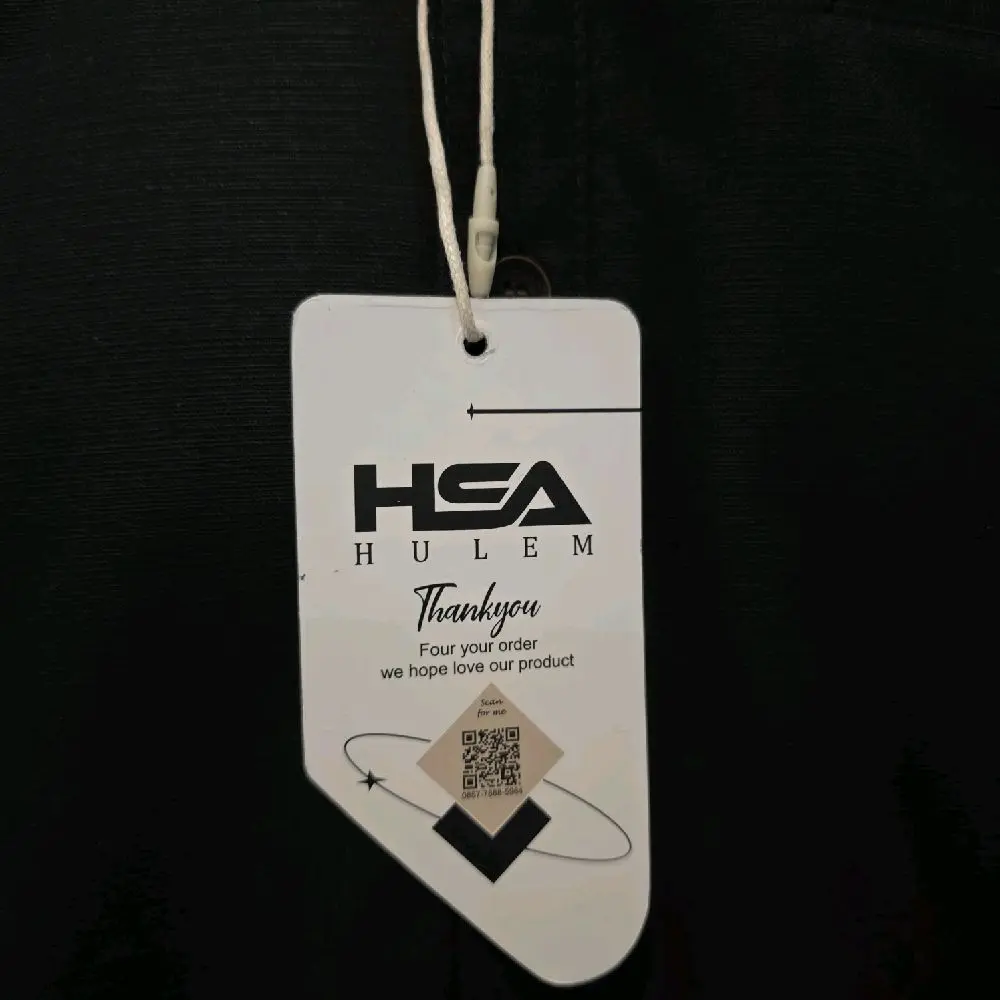 HSA
HULEM
Thankyou
Four your order
we hope love our product
Scan
for me